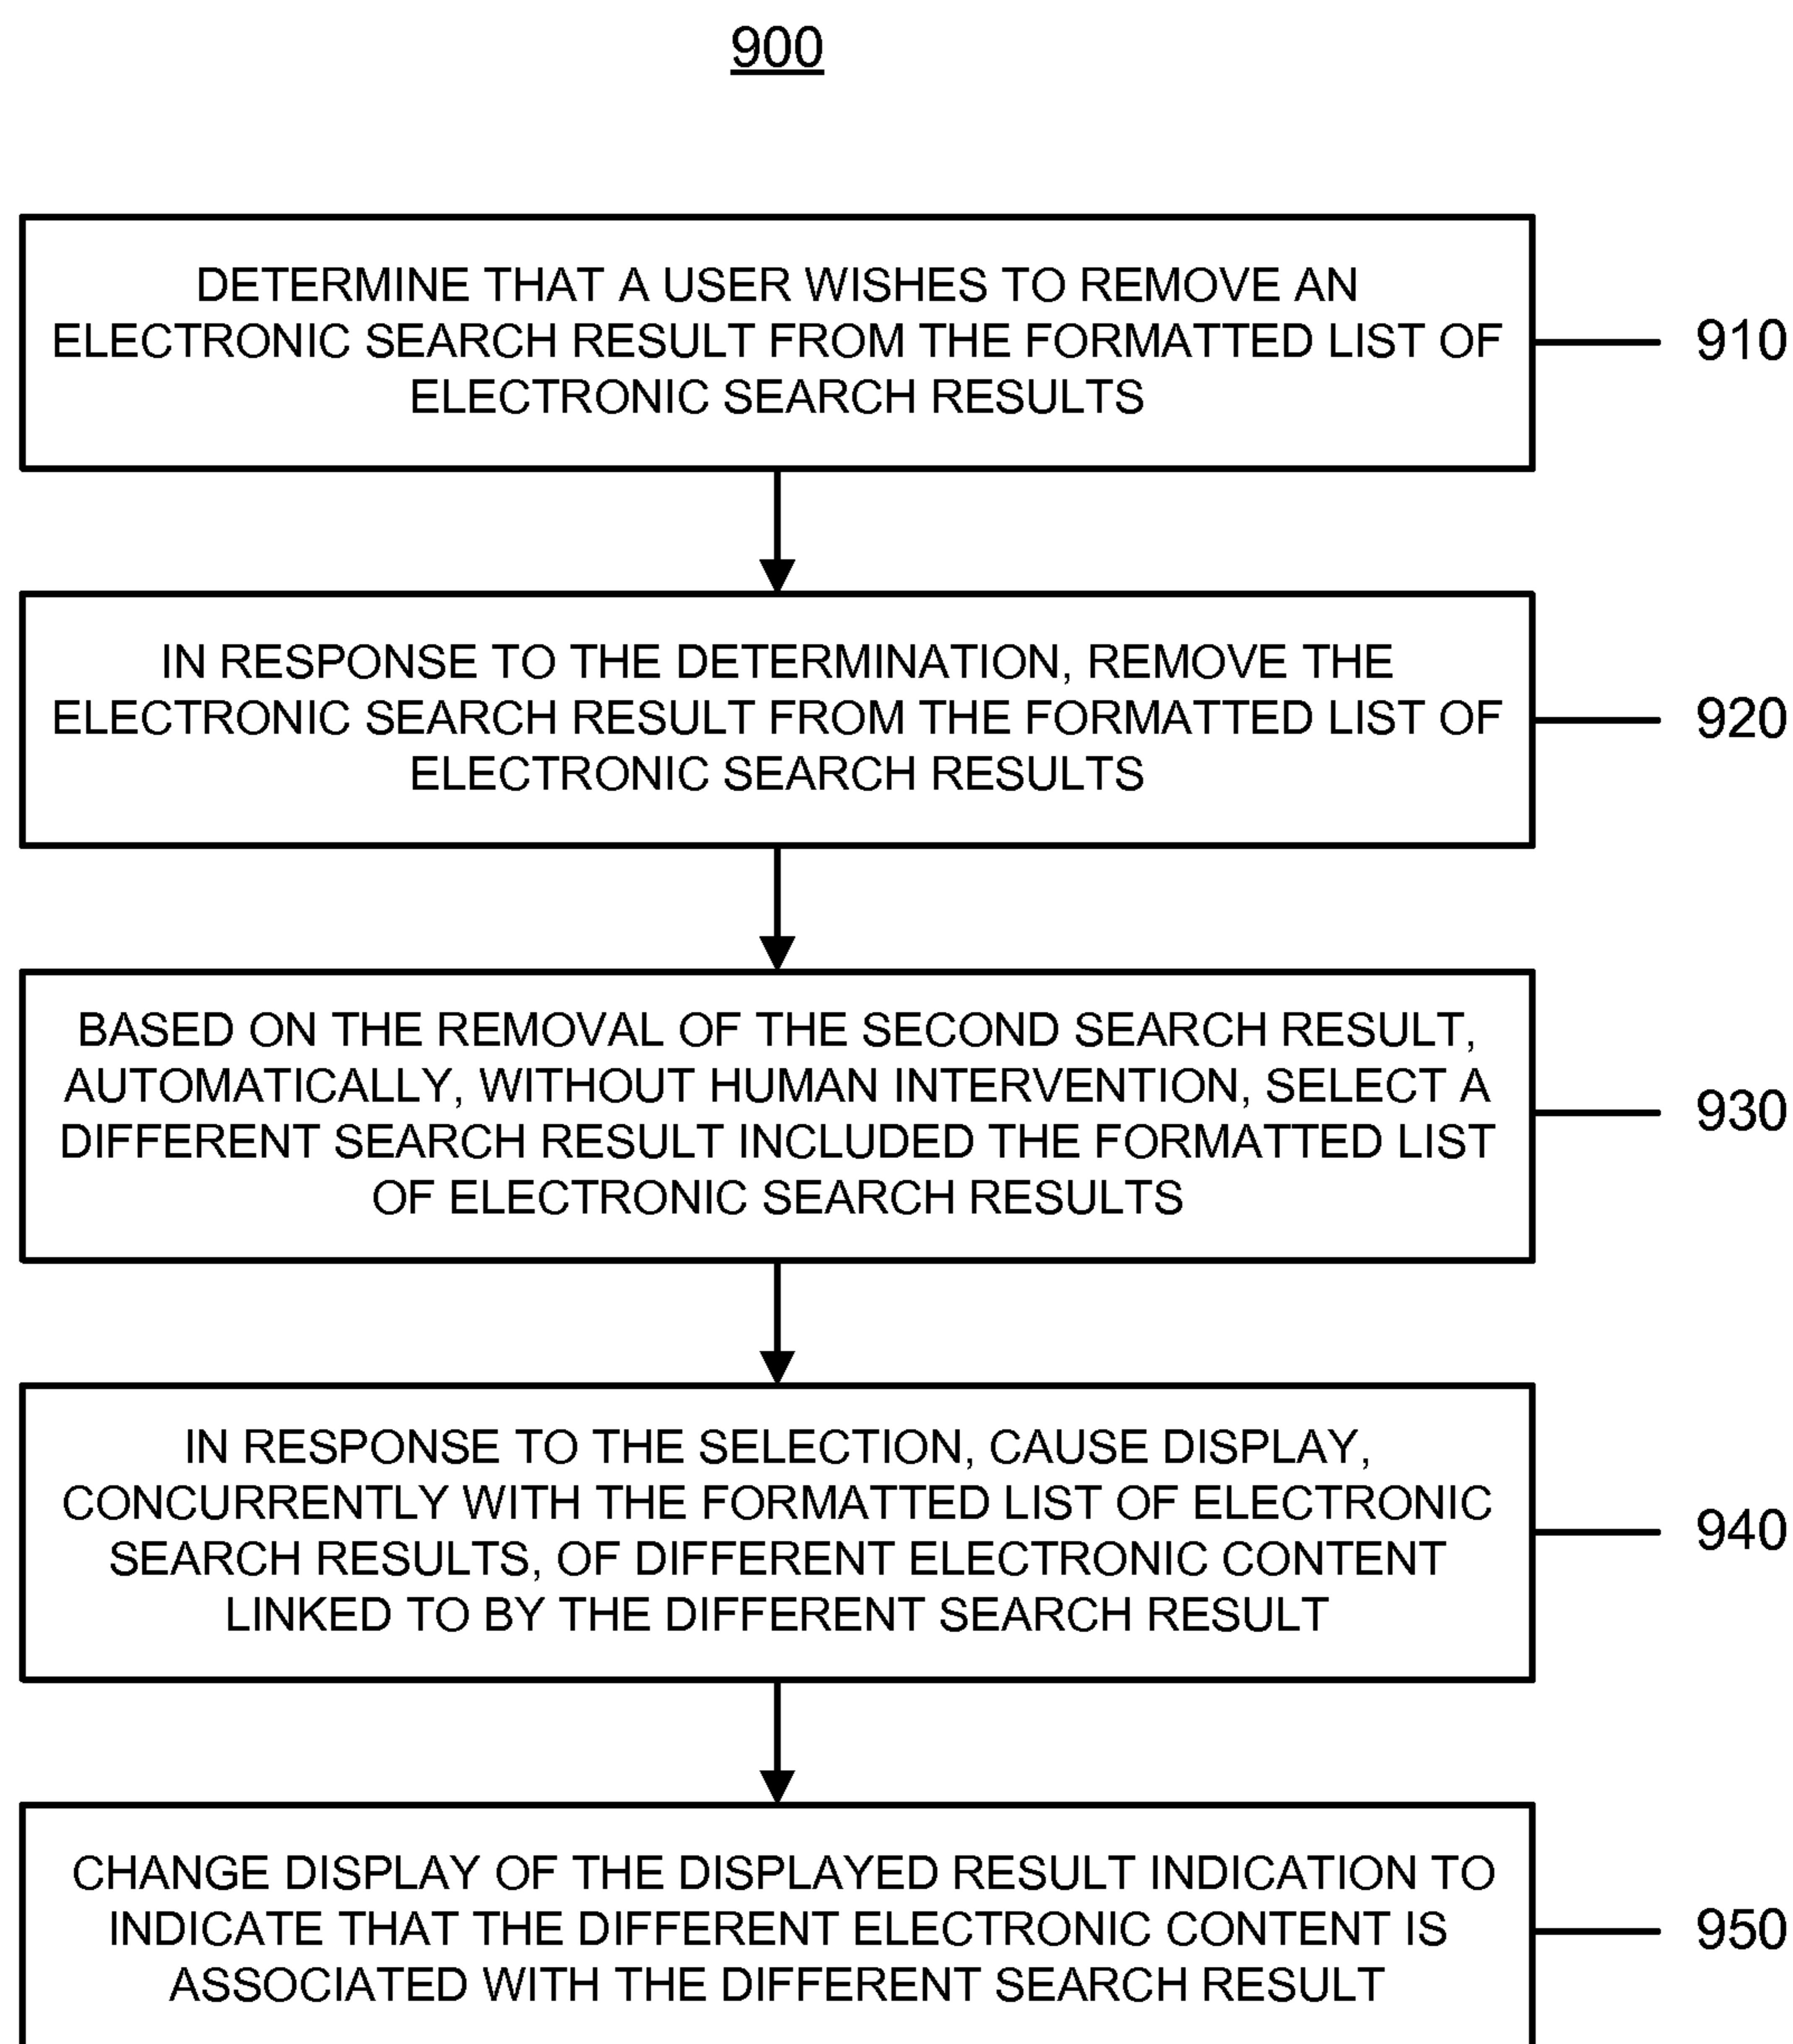 900
DETERMINE THAT A USER WISHES TO REMOVE AN
ELECTRONIC SEARCH RESULT FROM THE FORMATTED LIST OF
ELECTRONIC SEARCH RESULTS
910
IN RESPONSE TO THE DETERMINATION, REMOVE THE
ELECTRONIC SEARCH RESULT FROM THE FORMATTED LIST OF
ELECTRONIC SEARCH RESULTS
920
BASED ON THE REMOVAL OF THE SECOND SEARCH RESULT,
AUTOMATICALLY, WITHOUT HUMAN INTERVENTION, SELECT A
DIFFERENT SEARCH RESULT INCLUDED THE FORMATTED LIST
OF ELECTRONIC SEARCH RESULTS
930
IN RESPONSE TO THE SELECTION, CAUSE DISPLAY,
CONCURRENTLY WITH THE FORMATTED LIST OF ELECTRONIC
SEARCH RESULTS, OF DIFFERENT ELECTRONIC CONTENT
LINKED TO BY THE DIFFERENT SEARCH RESULT
940
CHANGE DISPLAY OF THE DISPLAYED RESULT INDICATION TO
INDICATE THAT THE DIFFERENT ELECTRONIC CONTENT IS
ASSOCIATED WITH THE DIFFERENT SEARCH RESULT
950